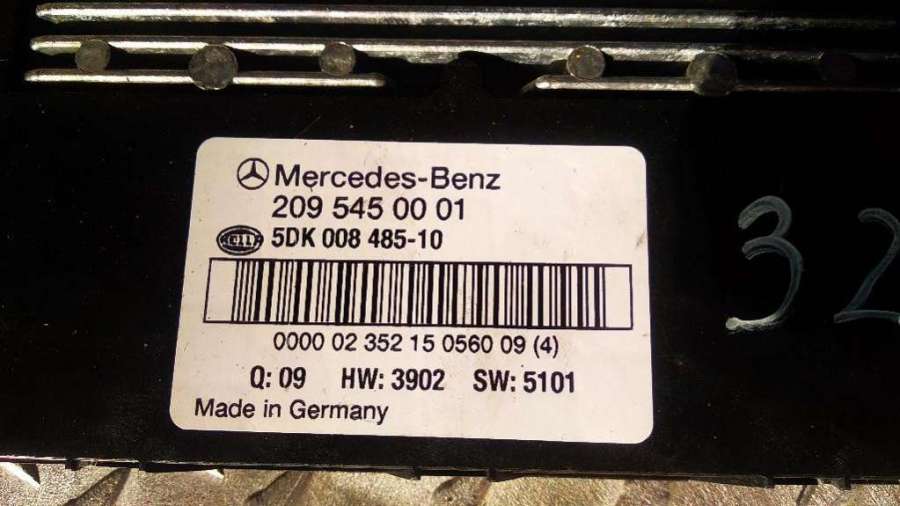 Mercedes-Benz
209 545 00 01
5DK 008 485-10
0000 02 352 15 0560 09 (4)
Q: 09 HW: 3902 SW: 5101
Made in Germany
32